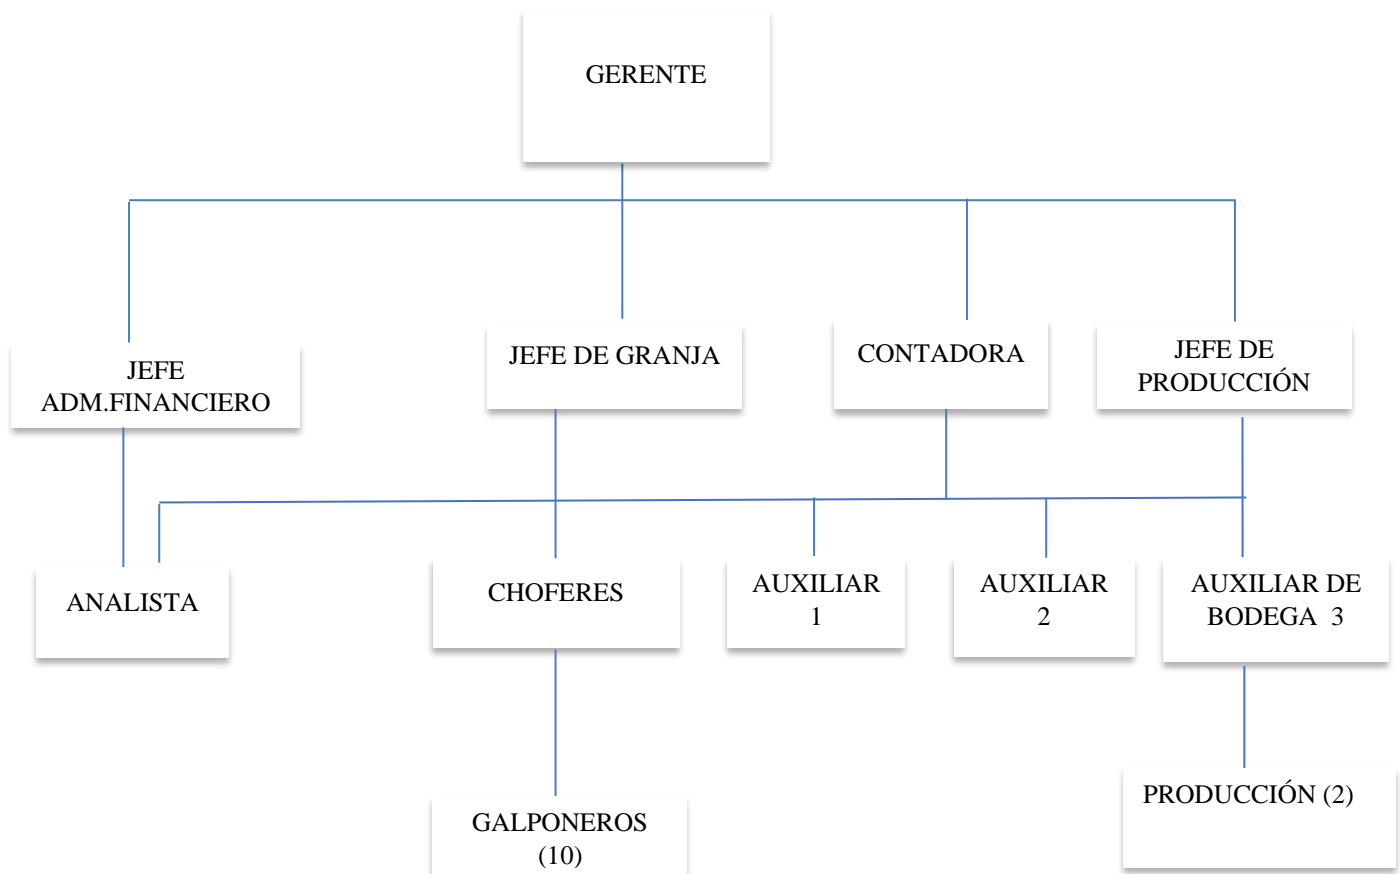 GERENTE
JEFE
ADM.FINANCIERO
JEFE DE GRANJA
CONTADORA
JEFE DE
PRODUCCIÓN
ANALISTA
CHOFERES
AUXILIAR
1
AUXILIAR
2
AUXILIAR DE
BODEGA  3
GALPONEROS
(10)
PRODUCCIÓN (2)